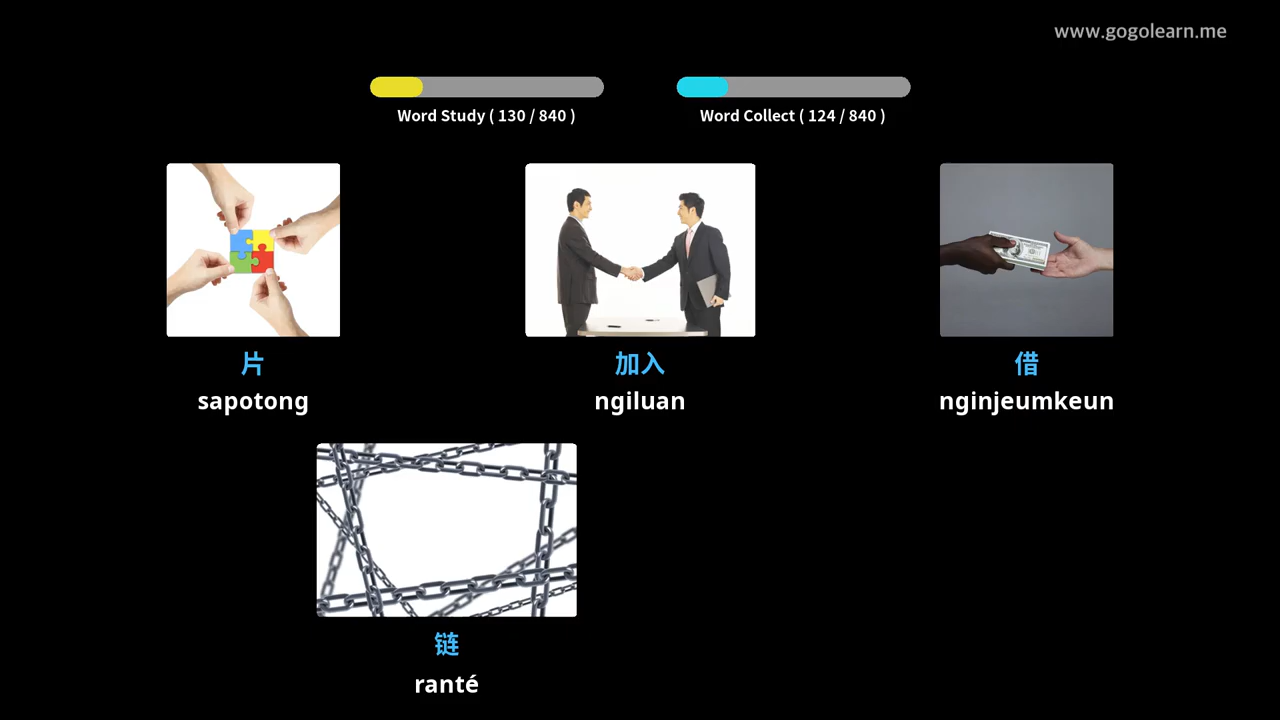 www.gogolearn.me
Word Study ( 130 / 840 )
Word Collect ( 124 / 840 )
片
sapotong
加入
ngiluan
借
nginjeumkeun
链
ranté